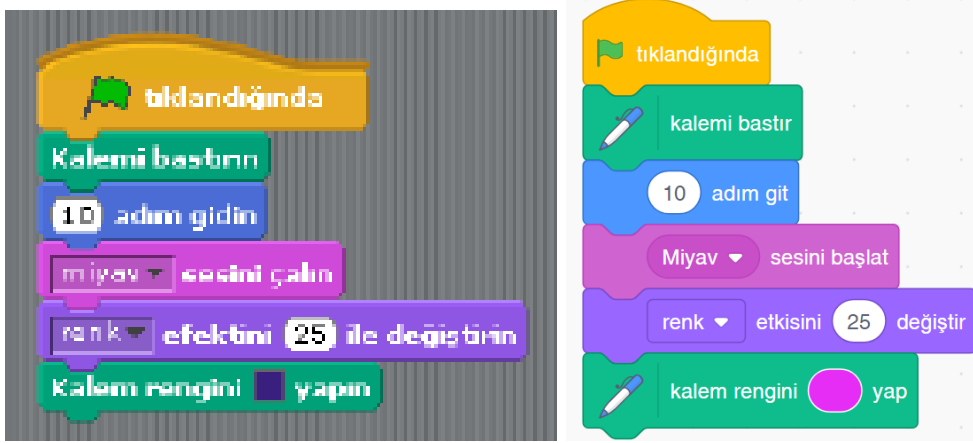 tıklandığında
Kalemi bastırın
10 adım gidin
miyav sesini çalın
renk efektini 25 ile değiştirin
Kalem rengini yapın
tıklandığında
kalemi bastır
10 adım git
Miyav sesini başlat
renk etkisini 25 değiştir
kalem rengini yap